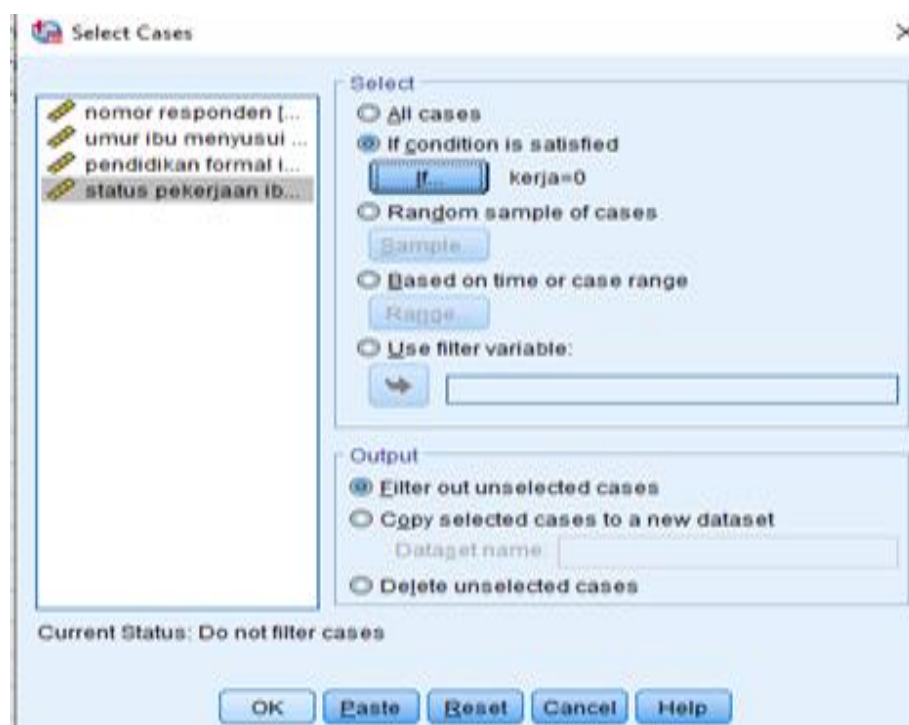 Select Cases
nomor responden [...
umur ibu menyusui ...
pendidikan formal i...
status pekerjaan ib...
Select
All cases
If condition is satisfied
If... kerja=0
Random sample of cases
Sample...
Based on time or case range
Range...
Use filter variable:
Output
Filter out unselected cases
Copy selected cases to a new dataset
Dataset name:
Delete unselected cases
Current Status: Do not filter cases
OK Paste Reset Cancel Help